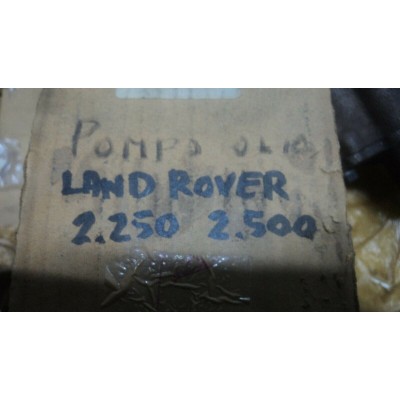 POMPA OLIO
LAND ROVER
2.250 2.500